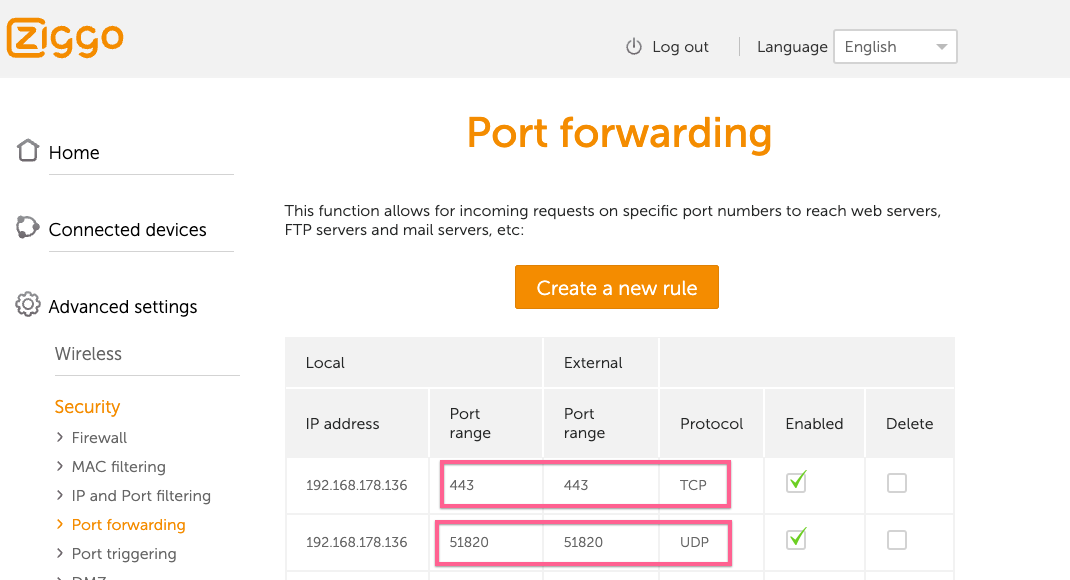 ziggo
Log out
Language
English
Home
Connected devices
Advanced settings
Wireless
Security
Firewall
MAC filtering
IP and Port filtering
Port forwarding
Port triggering
DMZ
Port forwarding
This function allows for incoming requests on specific port numbers to reach web servers,
FTP servers and mail servers, etc:
Create a new rule
Local External
IP address Port range Port range Protocol Enabled Delete
192.168.178.136 443 443 TCP
192.168.178.136 51820 51820 UDP